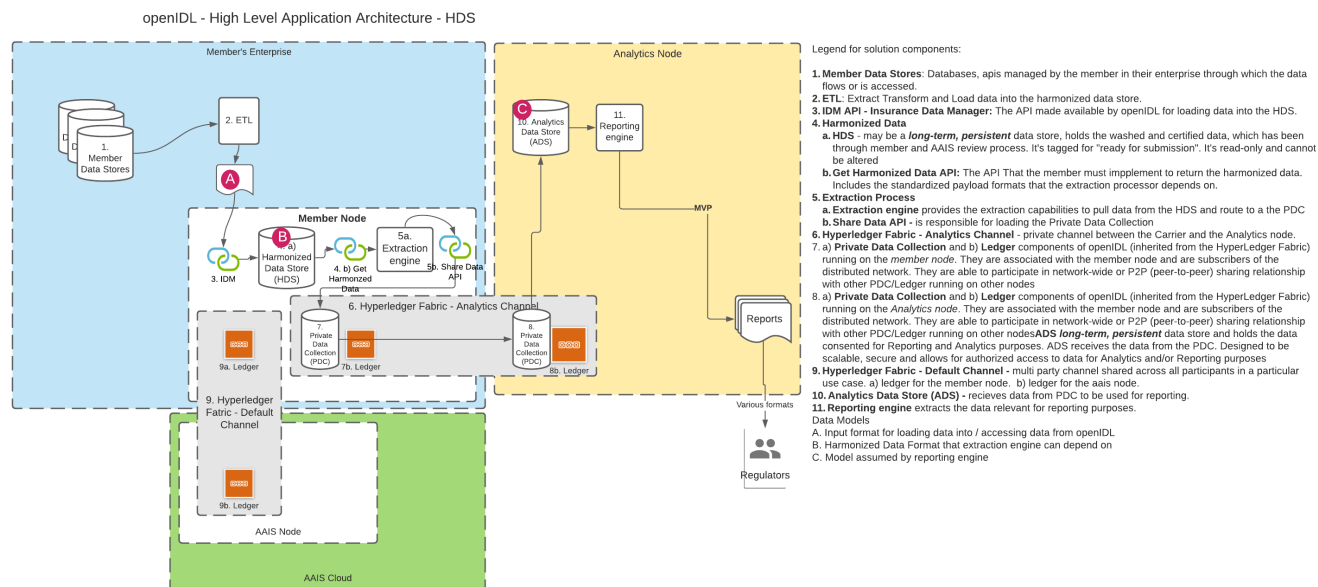 openIDL - High Level Application Architecture - HDS
Member's Enterprise
1.
Member
Data Stores
2. ETL
A
Member Node
3. IDM
B
a)
Harmonized
Data Store
(HDS)
4. b) Get
Harmonized
Data
5a.
Extraction
engine
5b. Share Data
API
6. Hyperledger Fabric - Analytics Channel
7.
Private
Data
Collection
(PDC)
7b. Ledger
8.
Private
Data
Collection
(PDC)
8b. Ledger
9a. Ledger
9. Hyperledger
Fatric - Default
Channel
9b. Ledger
AAIS Node
AAIS Cloud
Analytics Node
C
10. Analytics
Data Store
(ADS)
11.
Reporting
engine
MVP
Reports
Various formats
Regulators
Legend for solution components:
1. Member Data Stores: Databases, apis managed by the member in their enterprise through which the data
flows or is accessed.
2. ETL: Extract Transform and Load data into the harmonized data store.
3. IDM API - Insurance Data Manager: The API made available by openIDL for loading data into the HDS.
4. Harmonized Data
a. HDS - may be a long-term, persistent data store, holds the washed and certified data, which has been
through member and AAIS review process. It's tagged for "ready for submission". It's read-only and cannot
be altered
b. Get Harmonized Data API: The API That the member must impplement to return the harmonized data.
Includes the standardized payload formats that the extraction processor depends on.
5. Extraction Process
a. Extraction engine provides the extraction capabilities to pull data from the HDS and route to a the PDC
b. Share Data API - is responsible for loading the Private Data Collection
6. Hyperledger Fabric - Analytics Channel - private channel between the Carrier and the Analytics node.
7. a) Private Data Collection and b) Ledger components of openIDL (inherited from the HyperLedger Fabric)
running on the member node. They are associated with the member node and are subscribers of the
distributed network. They are able to participate in network-wide or P2P (peer-to-peer) sharing relationship
with other PDC/Ledger running on other nodes
8. a) Private Data Collection and b) Ledger components of openIDL (inherited from the HyperLedger Fabric)
running on the Analytics node. They are associated with the member node and are subscribers of the
distributed network. They are able to participate in network-wide or P2P (peer-to-peer) sharing relationship
with other PDC/Ledger running on other nodesADS long-term, persistent data store and holds the data
consented for Reporting and Analytics purposes. ADS receives the data from the PDC. Designed to be
scalable, secure and allows for authorized access to data for Analytics and/or Reporting purposes
9. Hyperledger Fabric - Default Channel - multi party channel shared across all participants in a particular
use case. a) ledger for the member node. b) ledger for the aais node.
10. Analytics Data Store (ADS) - recieves data from PDC to be used for reporting.
11. Reporting engine extracts the data relevant for reporting purposes.
Data Models
A. Input format for loading data into / accessing data from openIDL
B. Harmonized Data Format that extraction engine can depend on
C. Model assumed by reporting engine